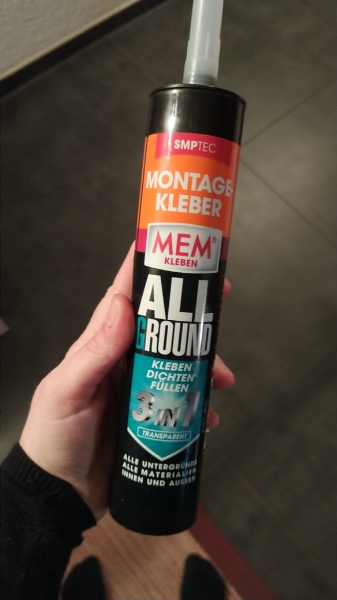 SMPTEC
MONTAGE-
KLEBER
MEM®
KLEBEN
ALL
GROUND
KLEBEN
DICHTEN
FÜLLEN
3 IN 1
TRANSPARENT
ALLE UNTERGRÜNDE
ALLE MATERIALIEN
INNEN UND AUSSEN